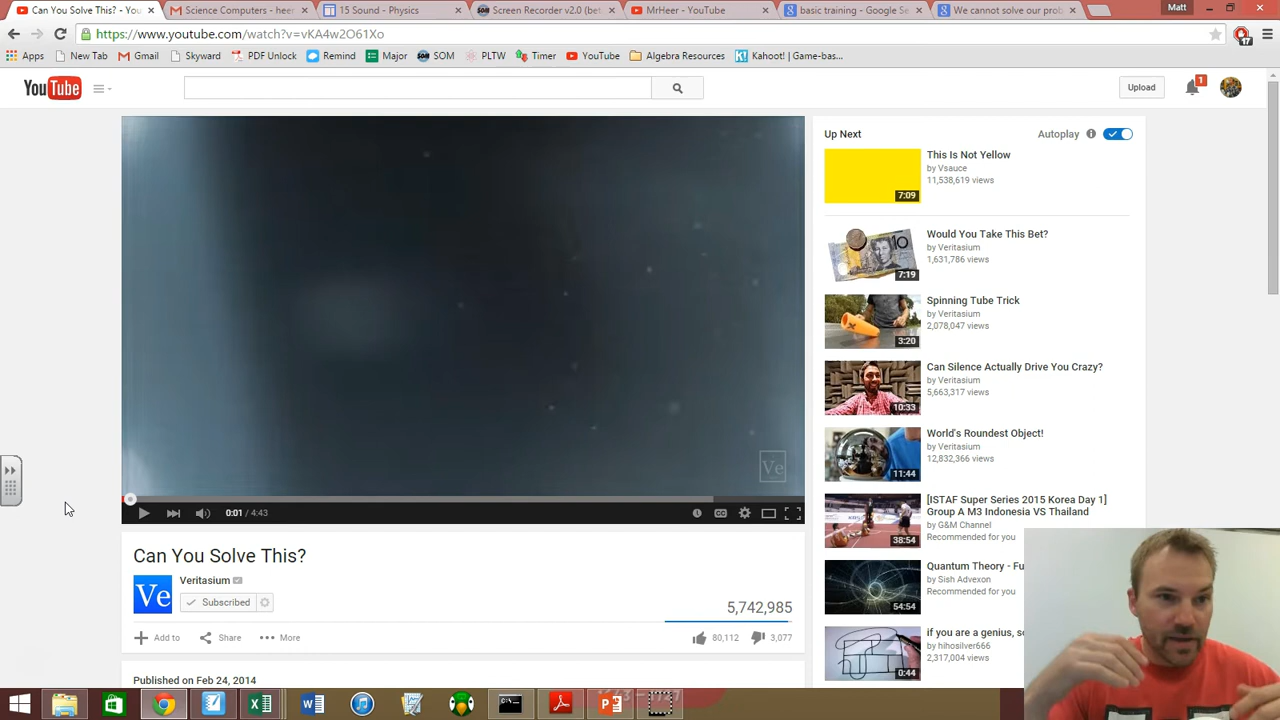 Can You Solve This? - You
Science Computers - heer
15 Sound - Physics
Screen Recorder v2.0 (bet
MrHeer - YouTube
basic training - Google Se
We cannot solve our prob
Matt
https://www.youtube.com/watch?v=vKA4w2O61Xo
17
Apps
New Tab
Gmail
Skyward
PDF Unlock
Remind
Major
SOM
PLTW
Timer
YouTube
Algebra Resources
Kahoot! | Game-bas...
YouTube
Upload
1
Ve
0:01 / 4:43
Can You Solve This?
Ve
Veritasium
Subscribed
5,742,985
Add to
Share
More
80,112
3,077
Published on Feb 24, 2014
Up Next
Autoplay
This Is Not Yellow
by Vsauce
11,538,619 views
7:09
Would You Take This Bet?
by Veritasium
1,631,786 views
7:19
Spinning Tube Trick
by Veritasium
2,078,047 views
3:20
Can Silence Actually Drive You Crazy?
by Veritasium
5,663,317 views
10:33
World's Roundest Object!
by Veritasium
12,832,366 views
11:44
[ISTAF Super Series 2015 Korea Day 1]
Group A M3 Indonesia VS Thailand
by G&M Channel
Recommended for you
38:54
Quantum Theory - Fu
by Sish Advexon
Recommended for you
54:54
if you are a genius, so
by hihosilver666
2,317,004 views
0:44